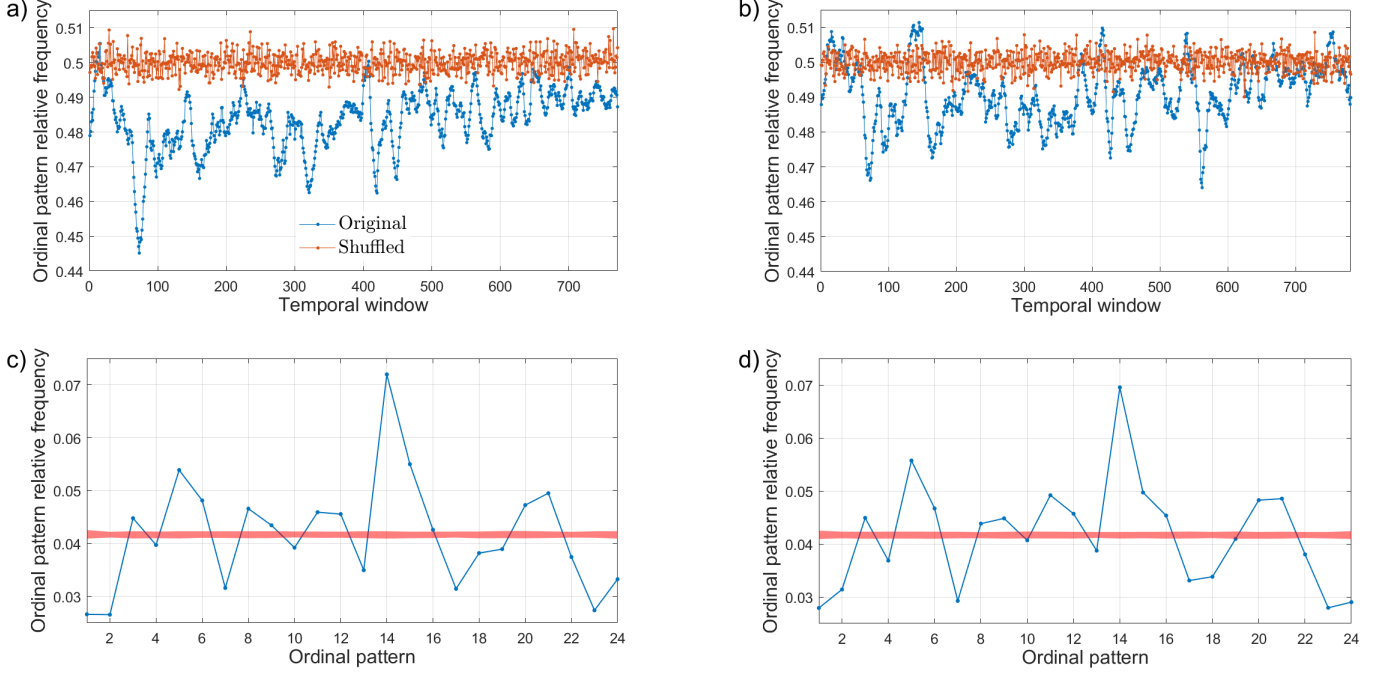 a)
Ordinal pattern relative frequency
0.51
0.5
0.49
0.48
0.47
0.46
0.45
0.44
0 100 200 300 400 500 600 700
Temporal window
Original
Shuffled
b)
Ordinal pattern relative frequency
0.51
0.5
0.49
0.48
0.47
0.46
0.45
0.44
0 100 200 300 400 500 600 700
Temporal window
c)
Ordinal pattern relative frequency
0.07
0.06
0.05
0.04
0.03
2 4 6 8 10 12 14 16 18 20 22 24
Ordinal pattern
d)
Ordinal pattern relative frequency
0.07
0.06
0.05
0.04
0.03
2 4 6 8 10 12 14 16 18 20 22 24
Ordinal pattern